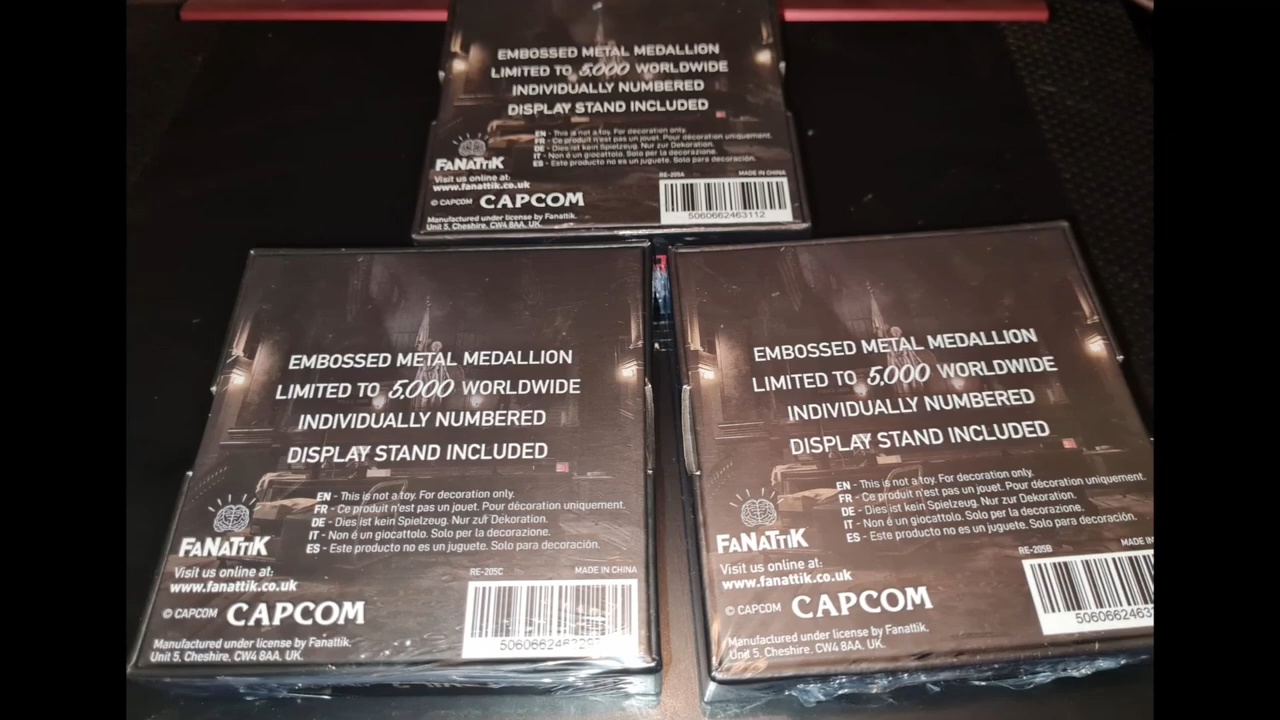 EMBOSSED METAL MEDALLION
LIMITED TO 5,000 WORLDWIDE
INDIVIDUALLY NUMBERED
DISPLAY STAND INCLUDED
EN - This is not a toy. For decoration only.
FR - Ce produit n'est pas un jouet. Pour décoration uniquement.
DE - Dies ist kein Spielzeug. Nur zur Dekoration.
IT - Non é un giocattolo. Solo per la decorazione.
ES - Este producto no es un juguete. Solo para decoración.
FANATTIK
Visit us online at:
www.fanattik.co.uk
RE-205A MADE IN CHINA
© CAPCOM CAPCOM
5060662463112
Manufactured under license by Fanattik.
Unit 5, Cheshire, CW4 8AA, UK.
EMBOSSED METAL MEDALLION
LIMITED TO 5,000 WORLDWIDE
INDIVIDUALLY NUMBERED
DISPLAY STAND INCLUDED
EN - This is not a toy. For decoration only.
FR - Ce produit n'est pas un jouet. Pour décoration uniquement.
DE - Dies ist kein Spielzeug. Nur zur Dekoration.
IT - Non é un giocattolo. Solo per la decorazione.
ES - Este producto no es un juguete. Solo para decoración.
FANATTIK
Visit us online at:
www.fanattik.co.uk
RE-205C MADE IN CHINA
© CAPCOM CAPCOM
Manufactured under license by Fanattik.
Unit 5, Cheshire, CW4 8AA, UK.
EMBOSSED METAL MEDALLION
LIMITED TO 5,000 WORLDWIDE
INDIVIDUALLY NUMBERED
DISPLAY STAND INCLUDED
EN - This is not a toy. For decoration only.
FR - Ce produit n'est pas un jouet. Pour décoration uniquement.
DE - Dies ist kein Spielzeug. Nur zur Dekoration.
IT - Non é un giocattolo. Solo per la decorazione.
ES - Este producto no es un juguete. Solo para decoración.
FANATTIK
Visit us online at:
www.fanattik.co.uk
RE-205B MADE IN
© CAPCOM CAPCOM
Manufactured under license by Fanattik.
Unit 5, Cheshire, CW4 8AA, UK.